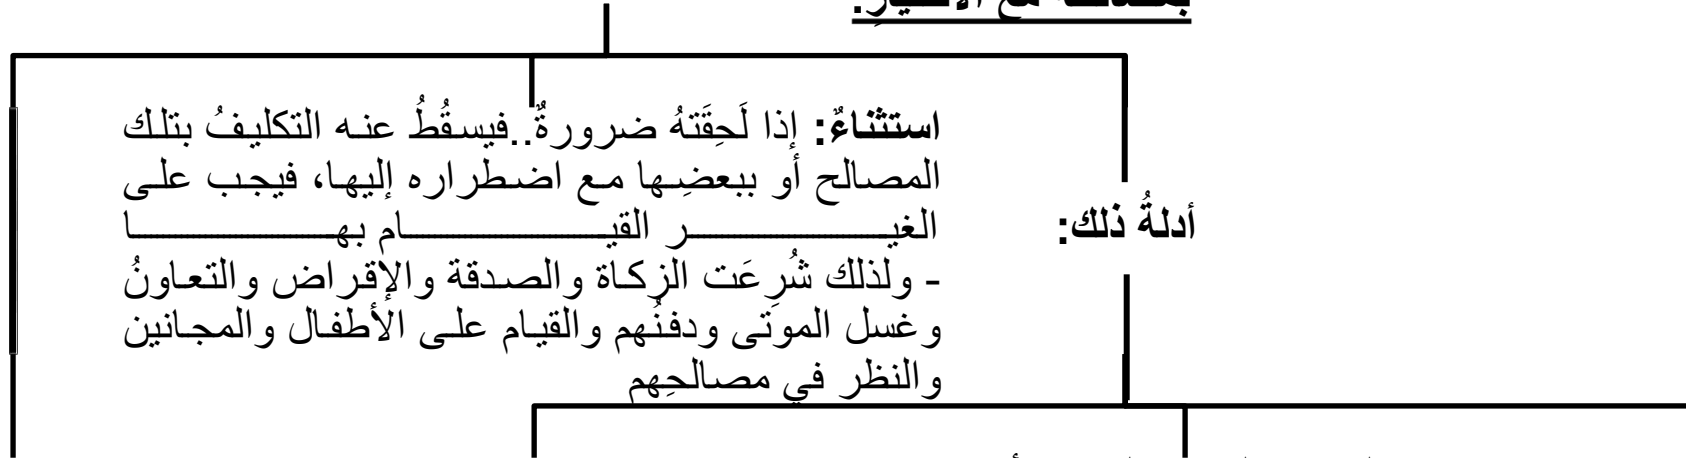 مع
استثناءٌ: إذا لَحِقَتهُ ضرورةٌ..فيسقُطُ عنه التكليفُ بتلك
المصالح أو ببعضِها مع اضطراره إليها، فيجب على
الغير القيام بها
أدلةُ ذلك:
- ولذلك شُرِعَت الزكاة والصدقة والإقراض والتعاونُ
وغسل الموتى ودفنُهم والقيام على الأطفال والمجانين
والنظر في مصالحِهم